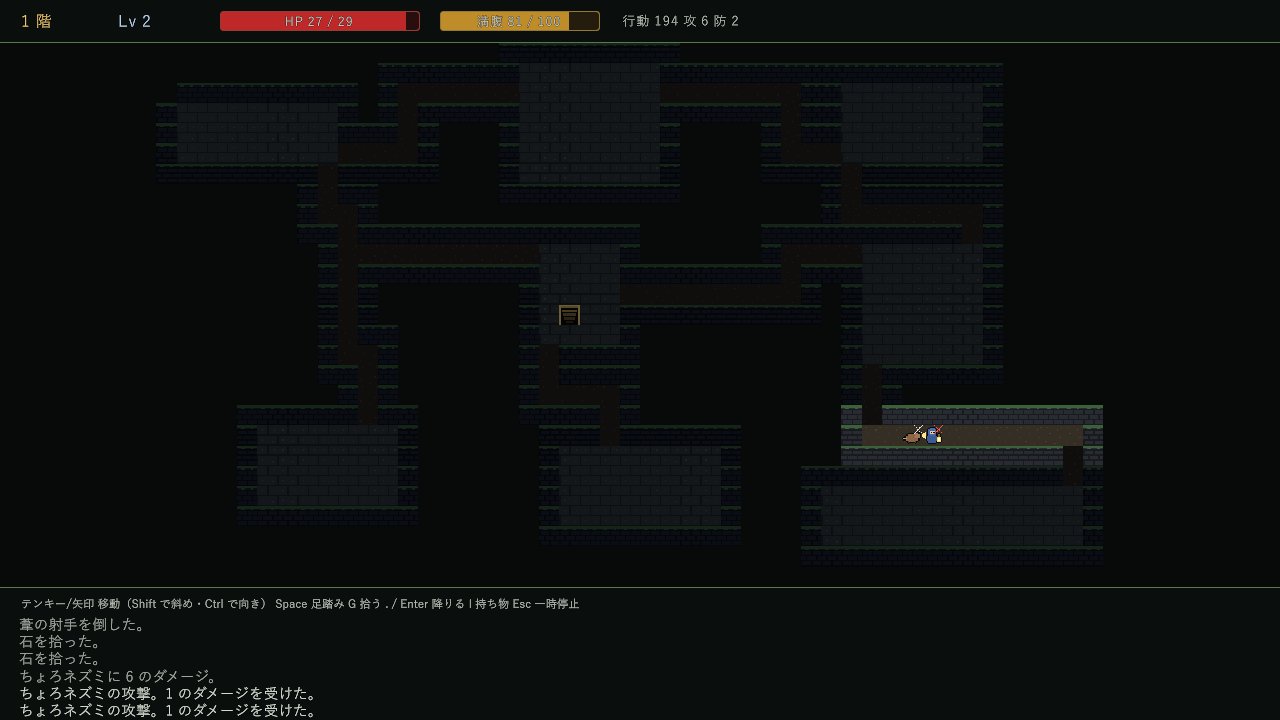 1 階 Lv 2 HP 27 / 29 満腹 81 / 100 行動 194 攻 6 防 2
テンキー/矢印 移動（Shift で斜め・Ctrl で向き） Space 足踏み G 拾う . / Enter 降りる I 持ち物 Esc 一時停止
葦の射手を倒した。
石を拾った。
石を拾った。
ちょろネズミに 6 のダメージ。
ちょろネズミの攻撃。1 のダメージを受けた。
ちょろネズミの攻撃。1 のダメージを受けた。